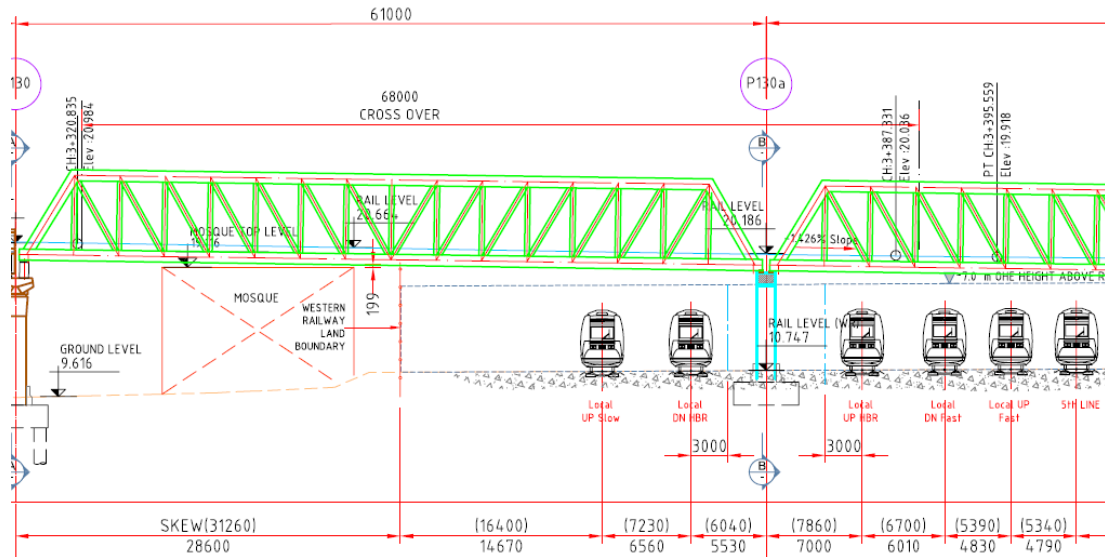 61000
130
P130a
68000
CROSS OVER
CH:3+320.835
Elev :20.984
CH:3+387.331
Elev :20.036
PT CH:3+395.559
Elev :19.918
A
B
RAIL LEVEL
20.664
RAIL LEVEL
20.186
MOSQUE TOP LEVEL
-1.426% Slope
MOSQUE
199
WESTERN
RAILWAY
LAND
BOUNDARY
-7.0 m OHE HEIGHT ABOVE R
GROUND LEVEL
9.616
RAIL LEVEL (WR)
10.747
Local
UP Slow
Local
DN HBR
Local
UP HBR
Local
DN Fast
Local UP
Fast
5th LINE
3000
3000
A
B
SKEW(31260)
(16400)
(7230)
(6040)
(7860)
(6700)
(5390)
(5340)
28600
14670
6560
5530
7000
6010
4830
4790